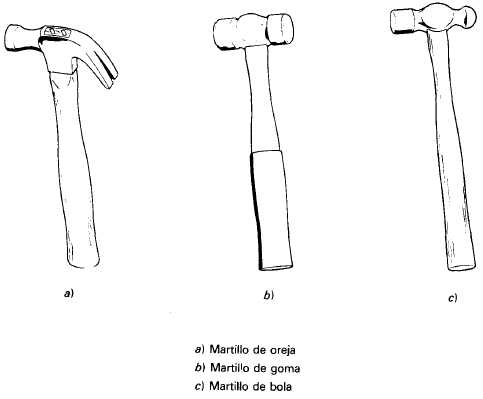 a) b) c)
a) Martillo de oreja
b) Martillo de goma
c) Martillo de bola